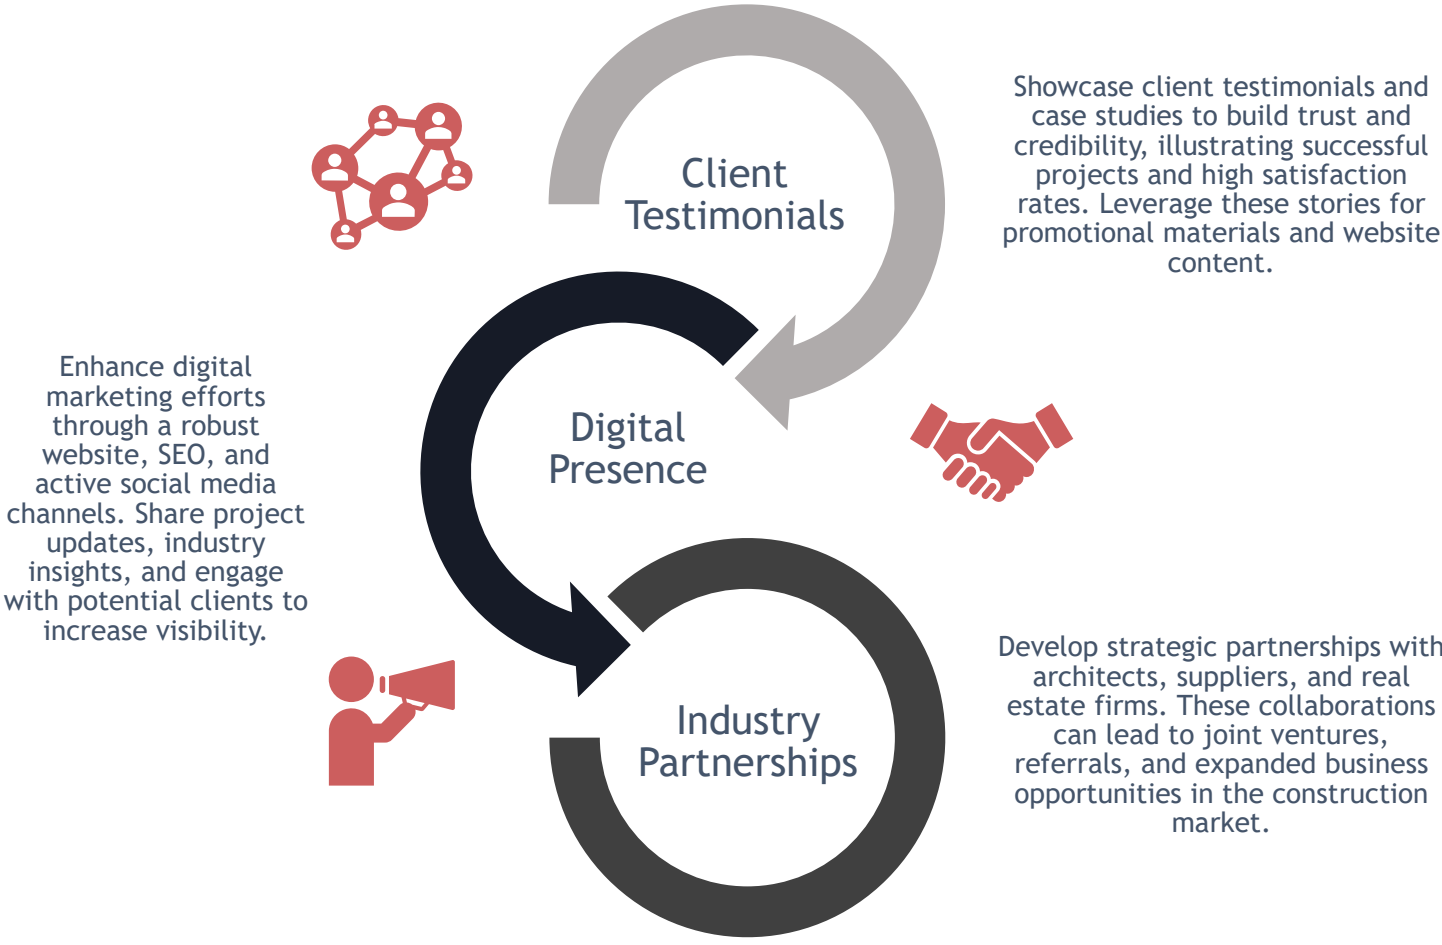 Client
Testimonials
Showcase client testimonials and
case studies to build trust and
credibility, illustrating successful
projects and high satisfaction
rates. Leverage these stories for
promotional materials and website
content.
Digital
Presence
Enhance digital
marketing efforts
through a robust
website, SEO, and
active social media
channels. Share project
updates, industry
insights, and engage
with potential clients to
increase visibility.
Industry
Partnerships
Develop strategic partnerships with
architects, suppliers, and real
estate firms. These collaborations
can lead to joint ventures,
referrals, and expanded business
opportunities in the construction
market.